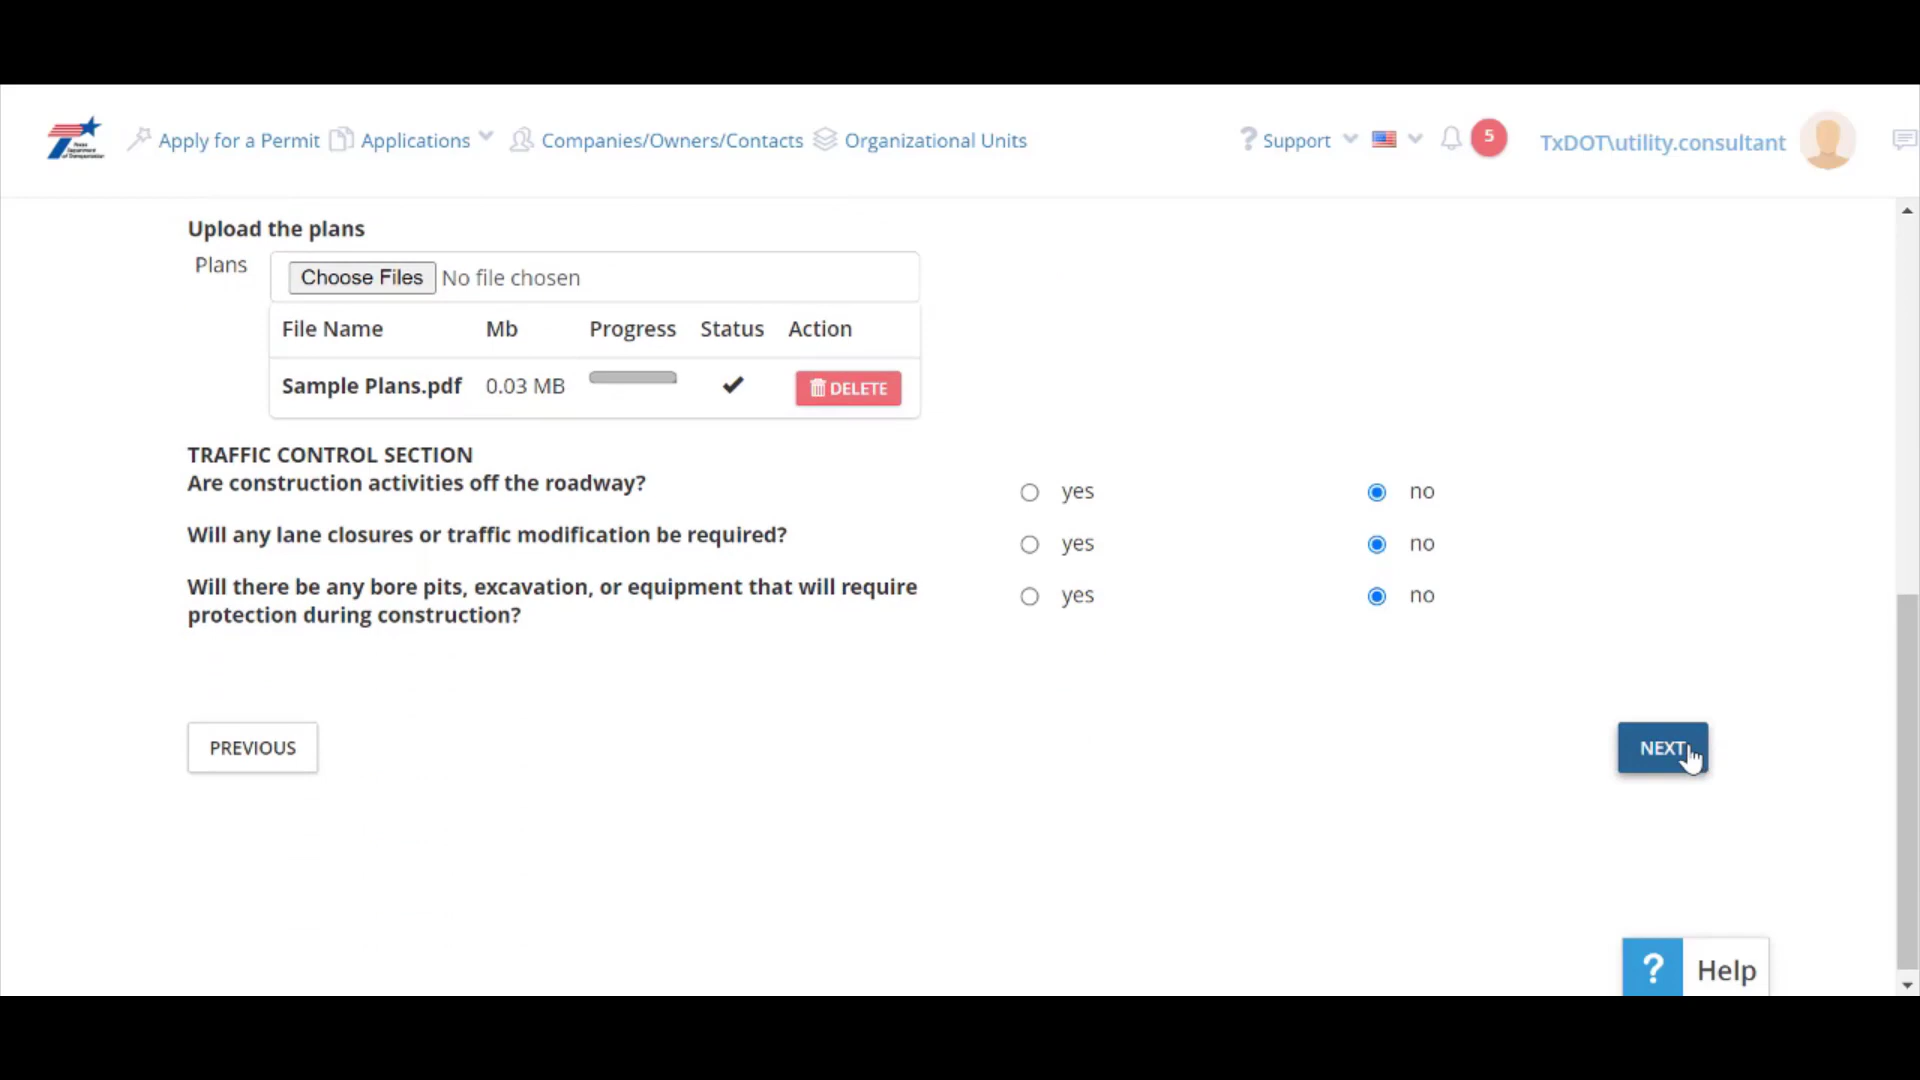 Apply for a Permit Applications Companies/Owners/Contacts Organizational Units ? Support 5 TxDOT\utility.consultant
Upload the plans
Plans Choose Files No file chosen
File Name Mb Progress Status Action
Sample Plans.pdf 0.03 MB DELETE
TRAFFIC CONTROL SECTION
Are construction activities off the roadway? yes no
Will any lane closures or traffic modification be required? yes no
Will there be any bore pits, excavation, or equipment that will require yes no
protection during construction?
PREVIOUS NEXT
? Help